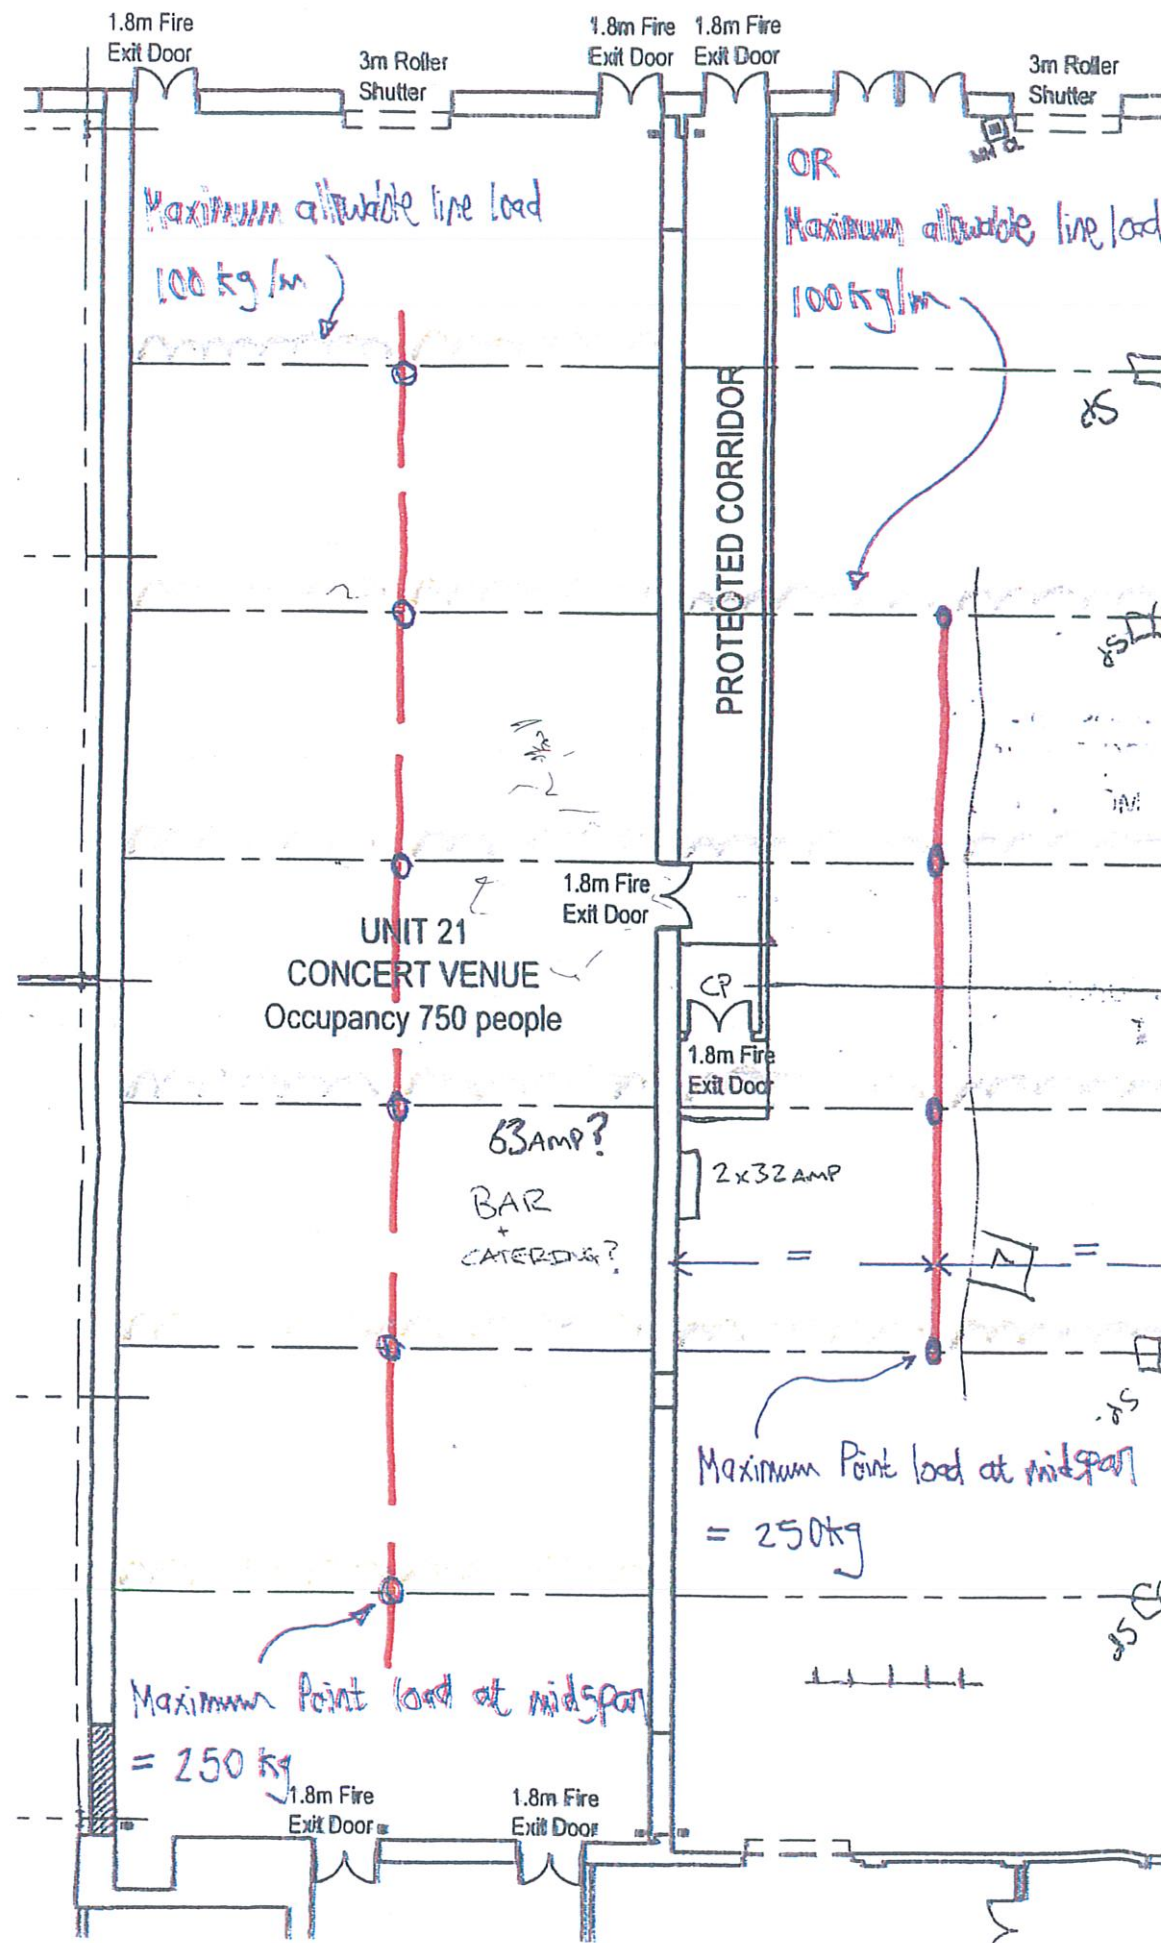 1.8m Fire
Exit Door
3m Roller
Shutter
1.8m Fire
Exit Door
1.8m Fire
Exit Door
3m Roller
Shutter
Maximum allowable line load
100 kg/m
OR
Maximum allowable line load
100kg/m
PROTECTED CORRIDOR
1.8m Fire
Exit Door
UNIT 21
CONCERT VENUE
Occupancy 750 people
CP
1.8m Fire
Exit Door
63AMP?
BAR
+
CATERING?
2x32 AMP
=
=
Maximum Point load at midspan
= 250kg
Maximum Point load at midspan
= 250 kg
1.8m Fire
Exit Door
1.8m Fire
Exit Door